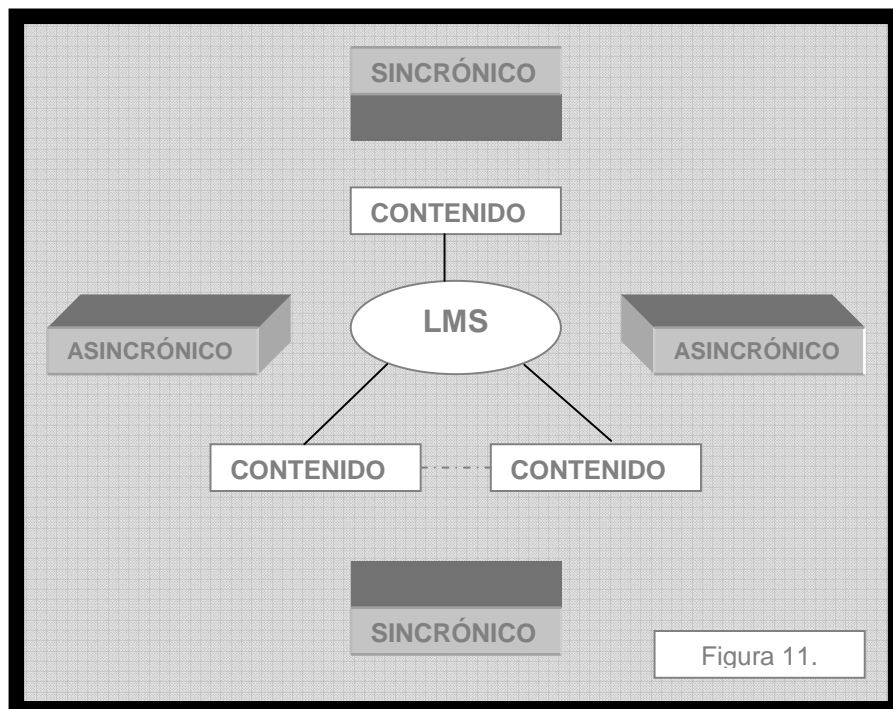 SINCRÓNICO
CONTENIDO
LMS
ASINCRÓNICO
ASINCRÓNICO
CONTENIDO
CONTENIDO
SINCRÓNICO
Figura 11.